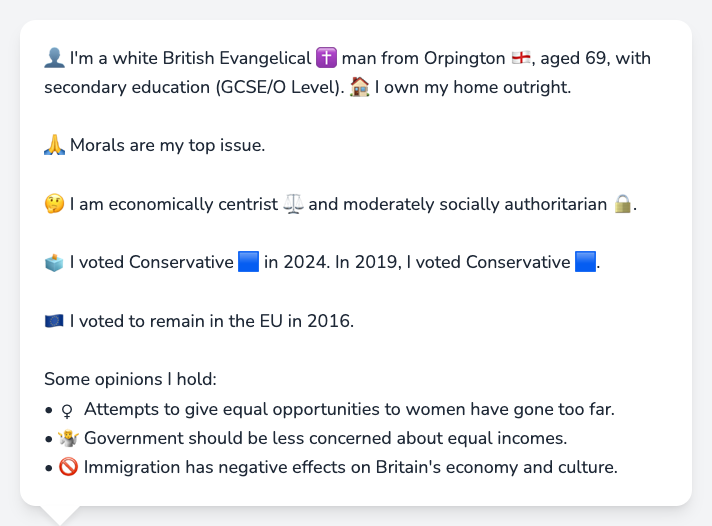 👤 I'm a white British Evangelical ✝️ man from Orpington 🏴󠁧󠁢󠁥󠁮󠁧󠁿, aged 69, with
secondary education (GCSE/O Level). 🏠 I own my home outright.
🙏 Morals are my top issue.
🤔 I am economically centrist ⚖️ and moderately socially authoritarian 🔒.
🗳️ I voted Conservative 🟦 in 2024. In 2019, I voted Conservative 🟦.
🇪🇺 I voted to remain in the EU in 2016.
Some opinions I hold:
• ♀ Attempts to give equal opportunities to women have gone too far.
• 🤷 Government should be less concerned about equal incomes.
• 🚫 Immigration has negative effects on Britain's economy and culture.